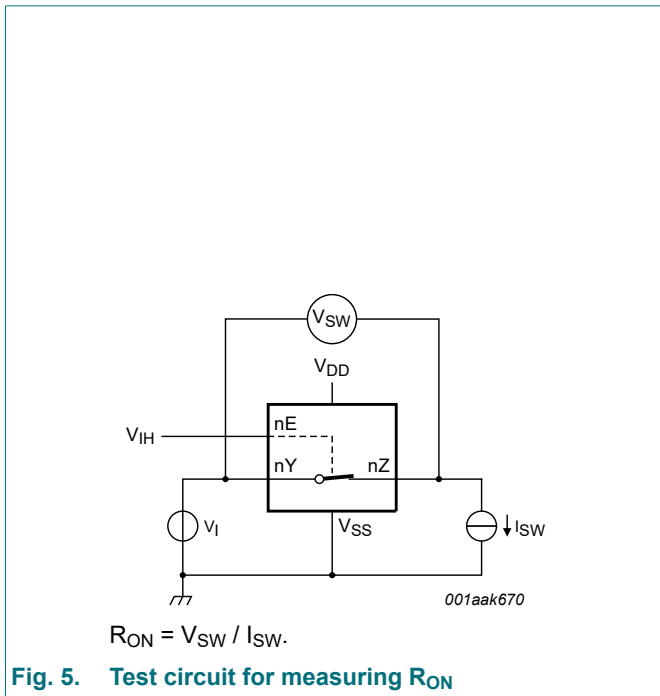 VSW
VDD
nE
VIH
nY nZ
VI
VSS
ISW
001aak670
RON = VSW / ISW.
Fig. 5. Test circuit for measuring RON